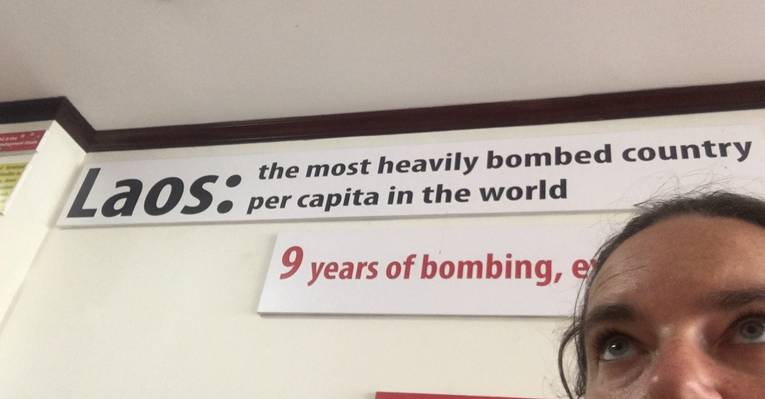 Laos: the most heavily bombed country
per capita in the world
9 years of bombing,